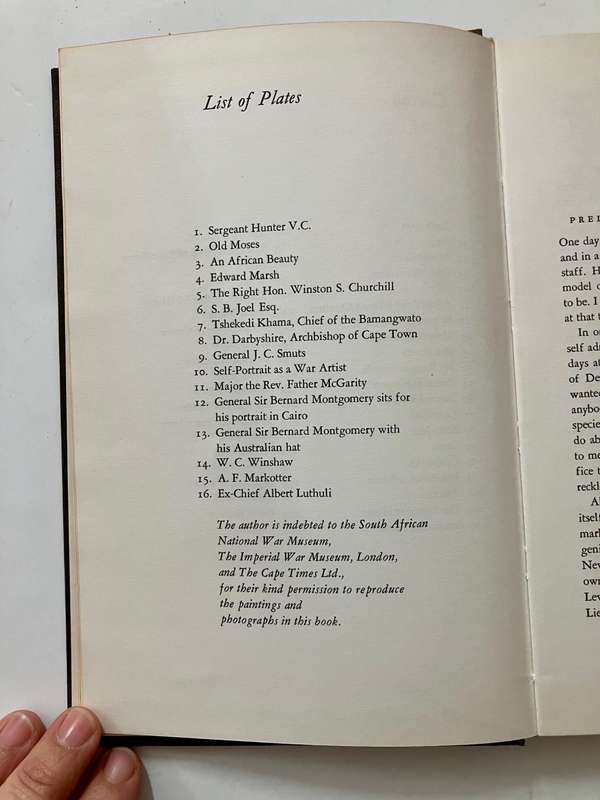 List of Plates
1. Sergeant Hunter V.C.
2. Old Moses
3. An African Beauty
4. Edward Marsh
5. The Right Hon. Winston S. Churchill
6. S. B. Joel Esq.
7. Tshekedi Khama, Chief of the Bamangwato
8. Dr. Darbyshire, Archbishop of Cape Town
9. General J. C. Smuts
10. Self-Portrait as a War Artist
11. Major the Rev. Father McGarity
12. General Sir Bernard Montgomery sits for
his portrait in Cairo
13. General Sir Bernard Montgomery with
his Australian hat
14. W. C. Winshaw
15. A. F. Markotter
16. Ex-Chief Albert Luthuli
The author is indebted to the South African
National War Museum,
The Imperial War Museum, London,
and The Cape Times Ltd.,
for their kind permission to reproduce
the paintings and
photographs in this book.
One day
and in a
staff. H
model
to be. I
at that
In
self
days
of De
wanted
anybo
specie
do ab
to me
fice t
reckl
itself
mark
geni
Nev
own
Lev
Lie